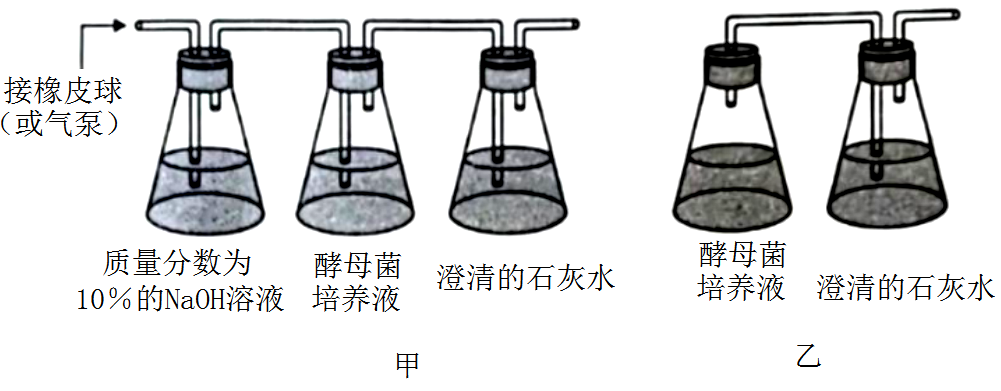 接橡皮球
（或气泵）
质量分数为
10％的NaOH溶液
酵母菌
培养液
澄清的石灰水
甲
酵母菌
培养液
澄清的石灰水
乙